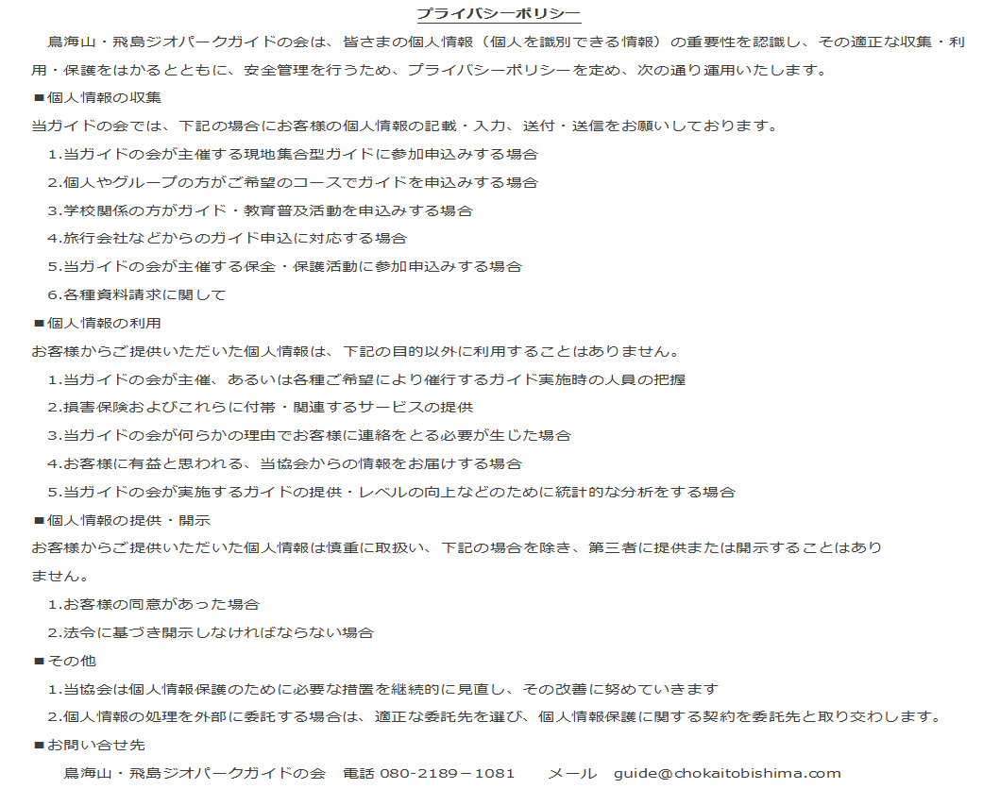 プライバシーポリシー
鳥海山・飛島ジオパークガイドの会は、皆さまの個人情報（個人を識別できる情報）の重要性を認識し、その適正な収集・利
用・保護をはかるとともに、安全管理を行うため、プライバシーポリシーを定め、次の通り運用いたします。
■個人情報の収集
当ガイドの会では、下記の場合にお客様の個人情報の記載・入力、送付・送信をお願いしております。
1.当ガイドの会が主催する現地集合型ガイドに参加申込みする場合
2.個人やグループの方がご希望のコースでガイドを申込みする場合
3.学校関係の方がガイド・教育普及活動を申込みする場合
4.旅行会社などからのガイド申込に対応する場合
5.当ガイドの会が主催する保全・保護活動に参加申込みする場合
6.各種資料請求に関して
■個人情報の利用
お客様からご提供いただいた個人情報は、下記の目的以外に利用することはありません。
1.当ガイドの会が主催、あるいは各種ご希望により催行するガイド実施時の人員の把握
2.損害保険およびこれらに付帯・関連するサービスの提供
3.当ガイドの会が何らかの理由でお客様に連絡をとる必要が生じた場合
4.お客様に有益と思われる、当協会からの情報をお届けする場合
5.当ガイドの会が実施するガイドの提供・レベルの向上などのために統計的な分析をする場合
■個人情報の提供・開示
お客様からご提供いただいた個人情報は慎重に取扱い、下記の場合を除き、第三者に提供または開示することはあり
ません。
1.お客様の同意があった場合
2.法令に基づき開示しなければならない場合
■その他
1.当協会は個人情報保護のために必要な措置を継続的に見直し、その改善に努めていきます
2.個人情報の処理を外部に委託する場合は、適正な委託先を選び、個人情報保護に関する契約を委託先と取り交わします。
■お問い合せ先
鳥海山・飛島ジオパークガイドの会　電話 080-2189－1081　　メール　guide@chokaitobishima.com